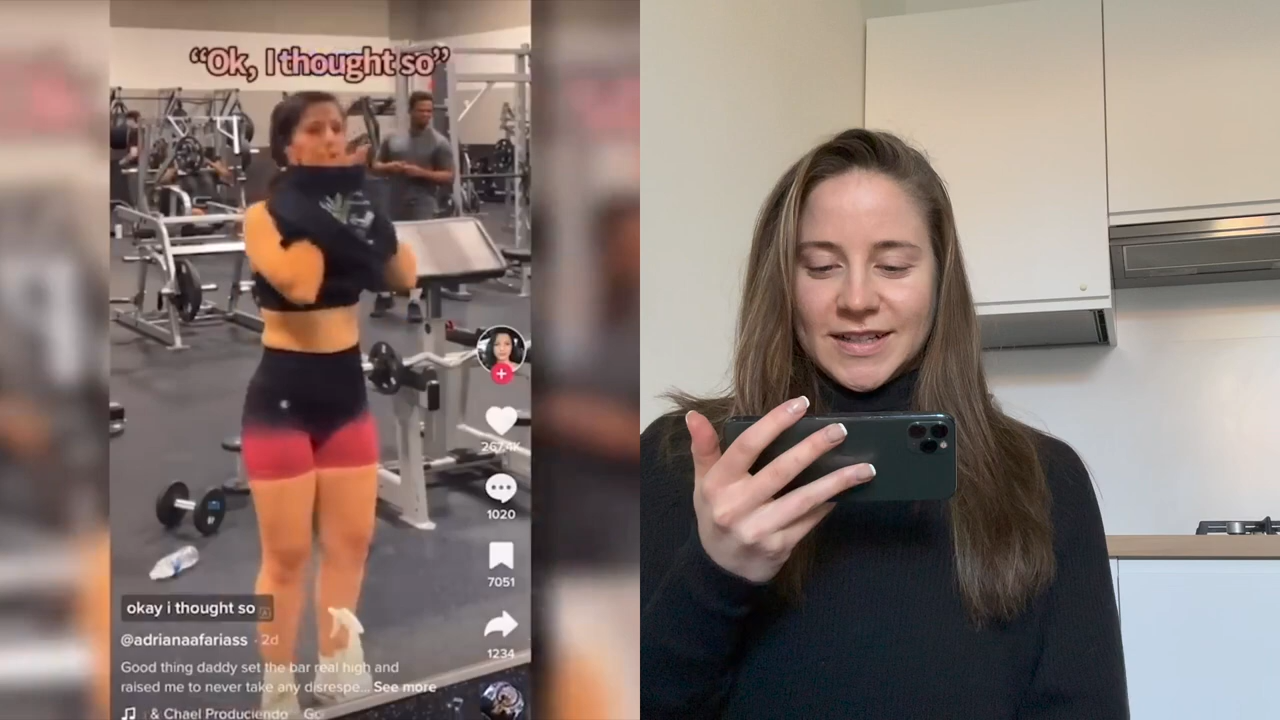 “Ok, I thought so”
267.4K
1020
7051
1234
okay i thought so
@adrianaafariass · 2d
Good thing daddy set the bar real high and
raised me to never take any disrespe... See more
& Chael Produciendo Go